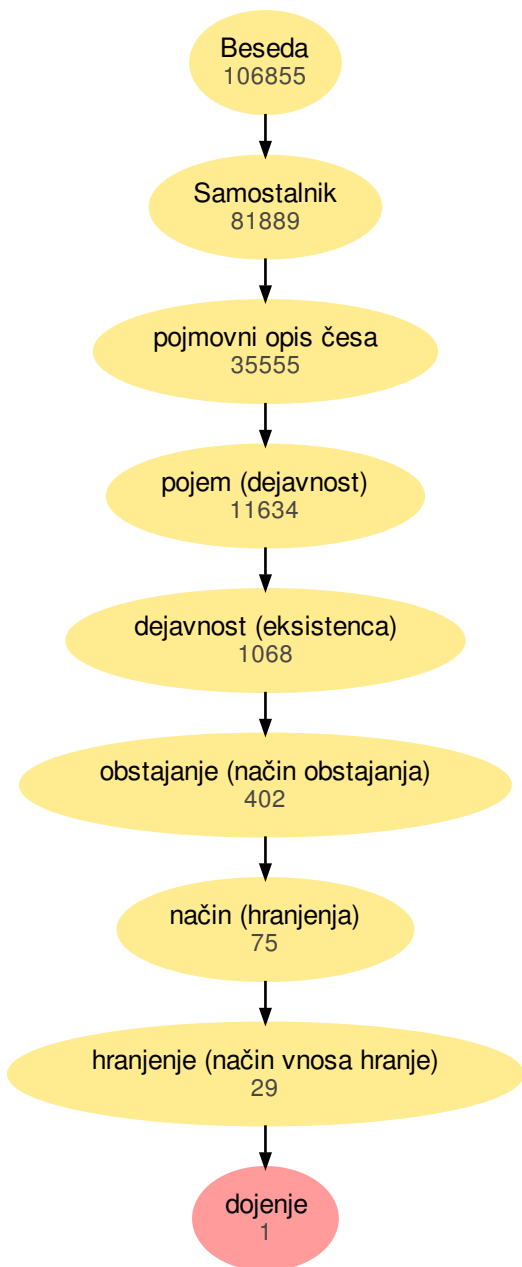 Beseda
106855
Samostalnik
81889
pojmovni opis česa
35555
pojem (dejavnost)
11634
dejavnost (eksistenca)
1068
obstajanje (način obstajanja)
402
način (hranjenja)
75
hranjenje (način vnosa hranje)
29
dojenje
1